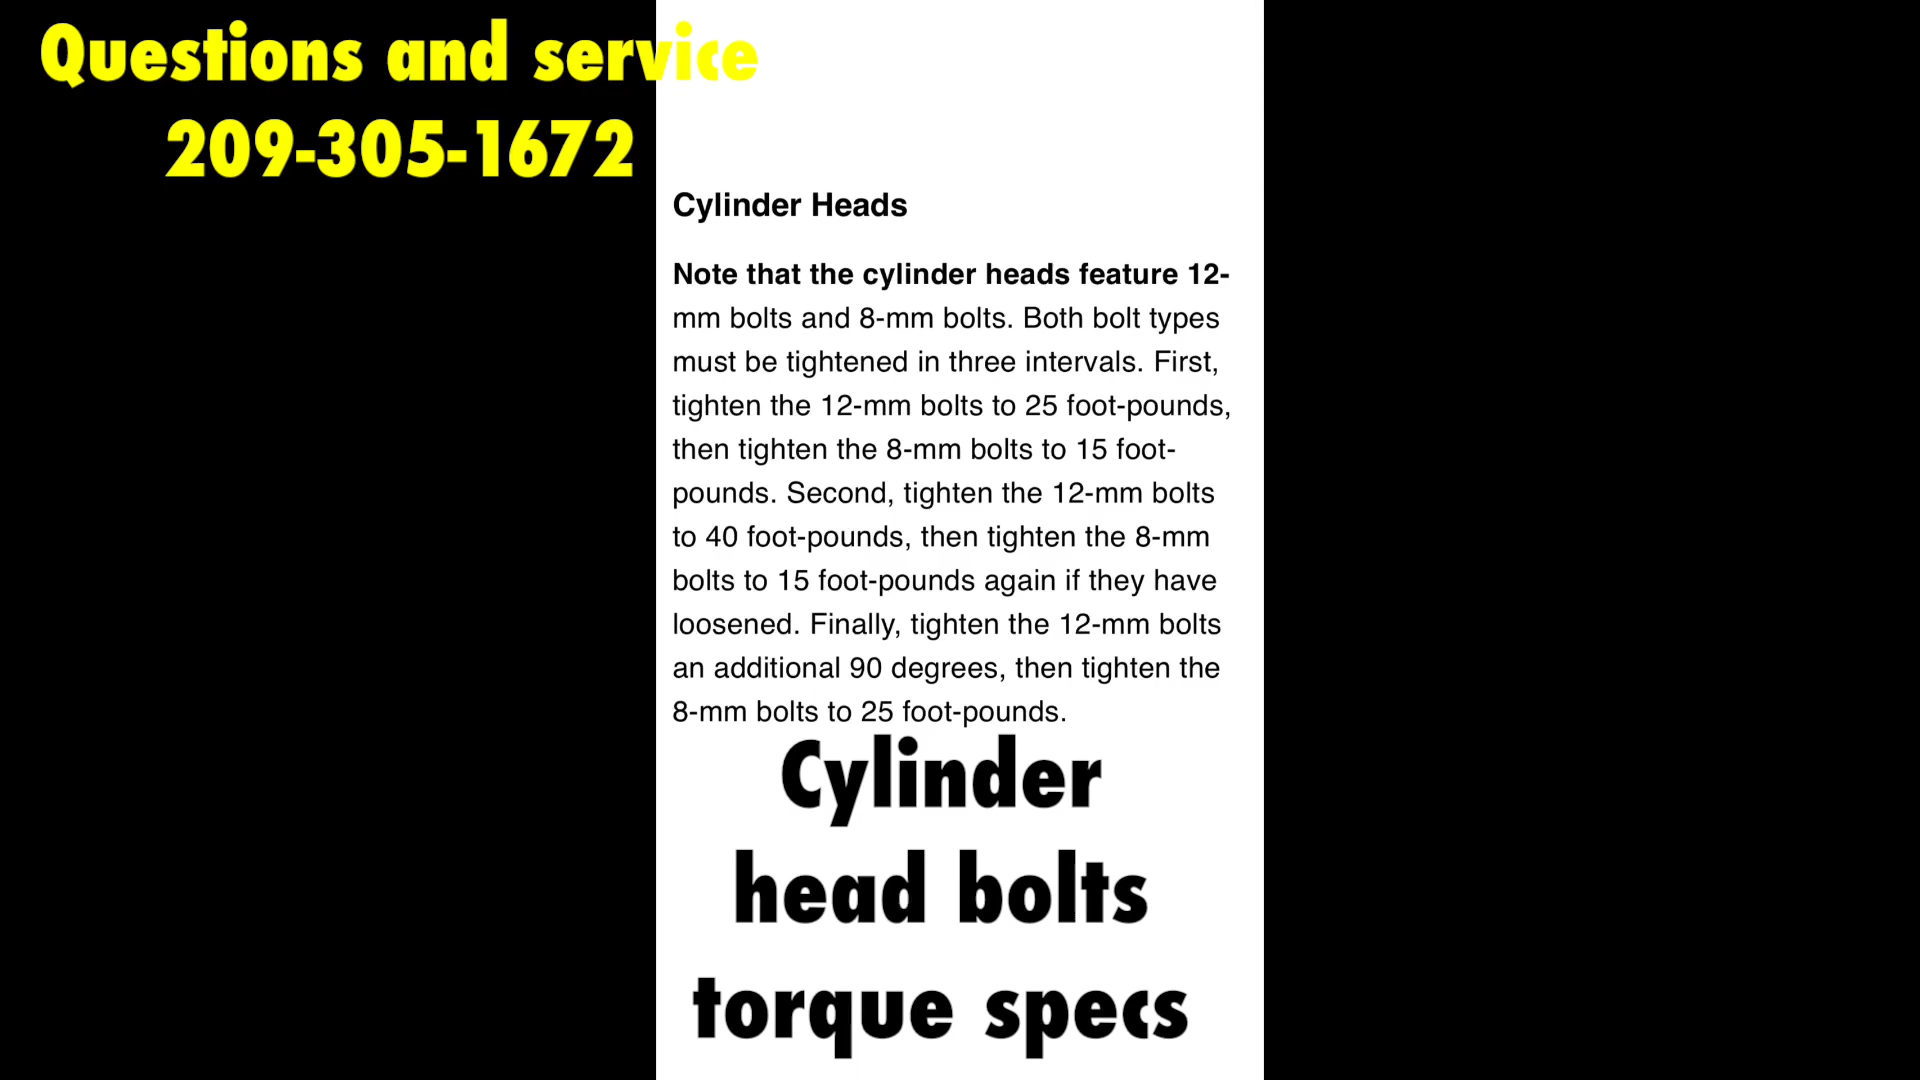 Questions and service
209-305-1672
Cylinder Heads
Note that the cylinder heads feature 12-
mm bolts and 8-mm bolts. Both bolt types
must be tightened in three intervals. First,
tighten the 12-mm bolts to 25 foot-pounds,
then tighten the 8-mm bolts to 15 foot-
pounds. Second, tighten the 12-mm bolts
to 40 foot-pounds, then tighten the 8-mm
bolts to 15 foot-pounds again if they have
loosened. Finally, tighten the 12-mm bolts
an additional 90 degrees, then tighten the
8-mm bolts to 25 foot-pounds.
Cylinder
head bolts
torque specs